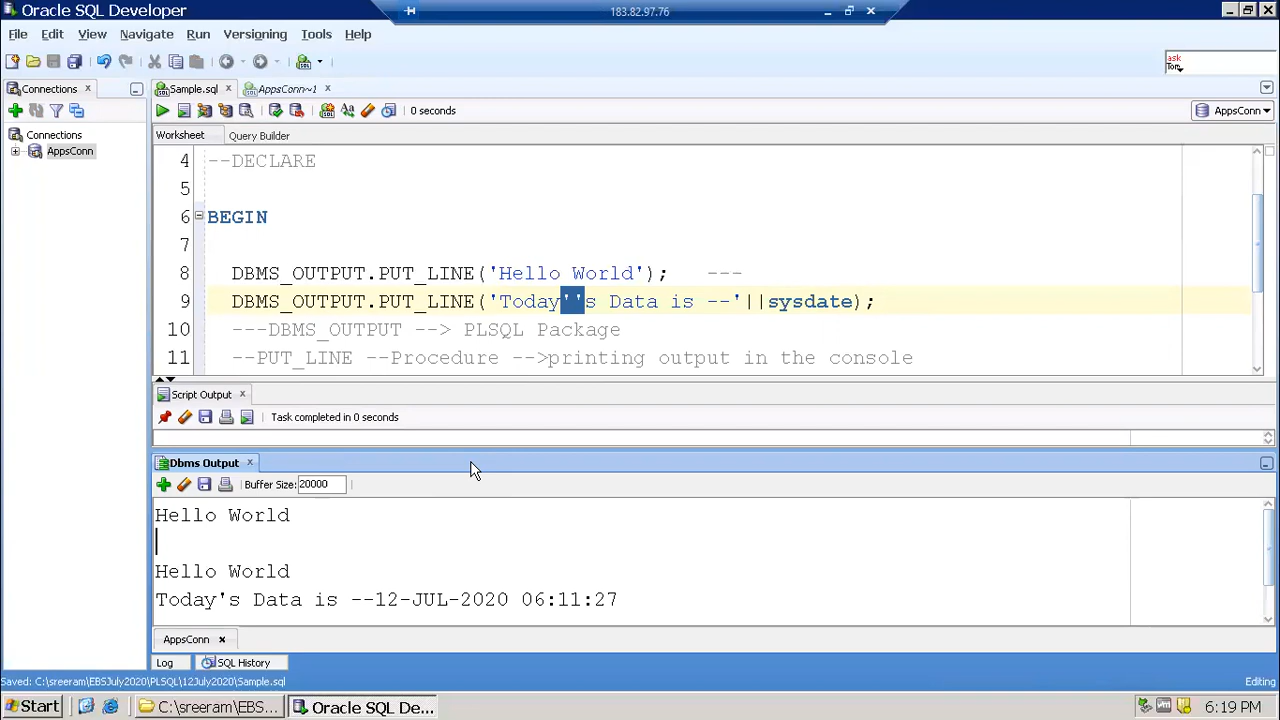 Oracle SQL Developer
183.82.97.76
File Edit View Navigate Run Versioning Tools Help
ask
Tom
Connections
Sample.sql
AppsConn~1
0 seconds
AppsConn
Worksheet
Query Builder
Connections
AppsConn
4 --DECLARE
5
6 BEGIN
7
8 DBMS_OUTPUT.PUT_LINE('Hello World'); ---
9 DBMS_OUTPUT.PUT_LINE('Today''s Data is --'||sysdate);
10 ---DBMS_OUTPUT --> PLSQL Package
11 --PUT_LINE --Procedure -->printing output in the console
Script Output
Task completed in 0 seconds
Dbms Output
Buffer Size: 20000
Hello World
Hello World
Today's Data is --12-JUL-2020 06:11:27
AppsConn
Log SQL History
Saved: C:\sreeram\EBSJuly2020\PLSQL\12July2020\Sample.sql
Editing
Start
C:\sreeram\EBS...
Oracle SQL De...
6:19 PM